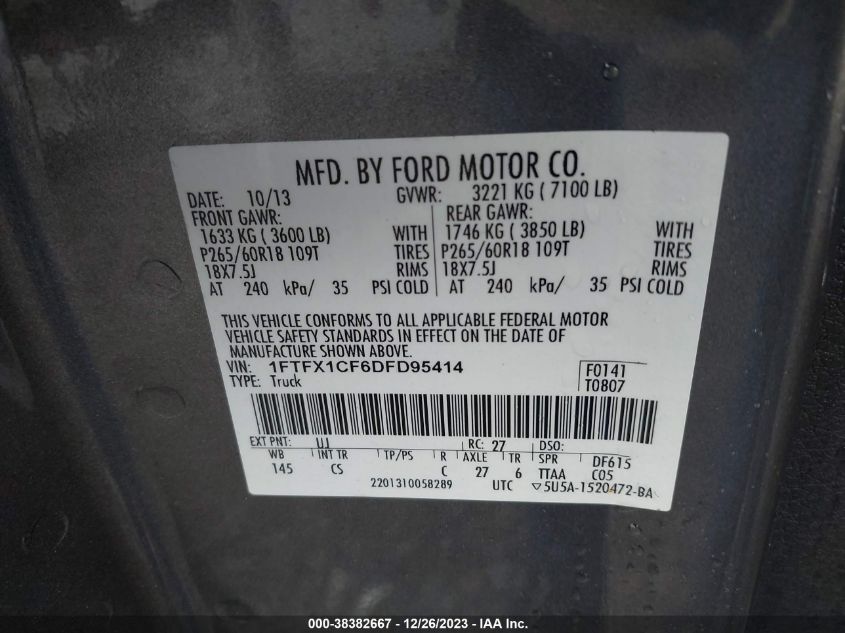 MFD. BY FORD MOTOR CO.
DATE: 10/13 GVWR: 3221 KG ( 7100 LB)
FRONT GAWR: REAR GAWR:
1633 KG ( 3600 LB) WITH 1746 KG ( 3850 LB) WITH
P265/60R18 109T TIRES P265/60R18 109T TIRES
18X7.5J RIMS 18X7.5J RIMS
AT 240 kPa/ 35 PSI COLD AT 240 kPa/ 35 PSI COLD
THIS VEHICLE CONFORMS TO ALL APPLICABLE FEDERAL MOTOR
VEHICLE SAFETY STANDARDS IN EFFECT ON THE DATE OF
MANUFACTURE SHOWN ABOVE.
VIN: 1FTFX1CF6DFD95414 F0141
TYPE: Truck T0807
EXT PNT: UJ RC: 27 DSO:
WB INT TR TP/PS R AXLE TR SPR DF615
145 CS C 27 6 TTAA C05
2201310058289 UTC ▽5U5A-1520472-BA
000-38382667 - 12/26/2023 - IAA Inc.